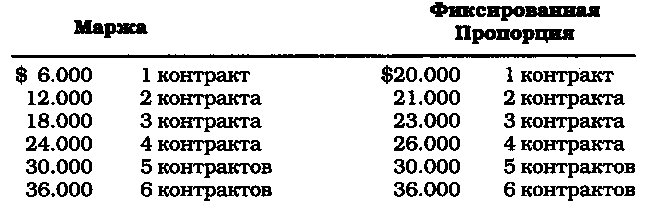 Маржа Фиксированная
Пропорция
$ 6.000 1 контракт $20.000 1 контракт
12.000 2 контракта 21.000 2 контракта
18.000 3 контракта 23.000 3 контракта
24.000 4 контракта 26.000 4 контракта
30.000 5 контрактов 30.000 5 контрактов
36.000 6 контрактов 36.000 6 контрактов